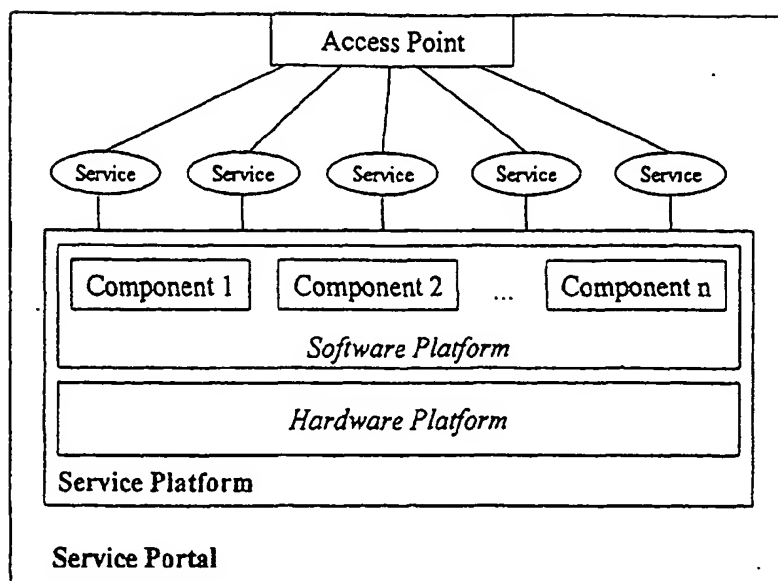 Access Point
Service Service Service Service Service
Component 1 Component 2 ... Component n
Software Platform
Hardware Platform
Service Platform
Service Portal